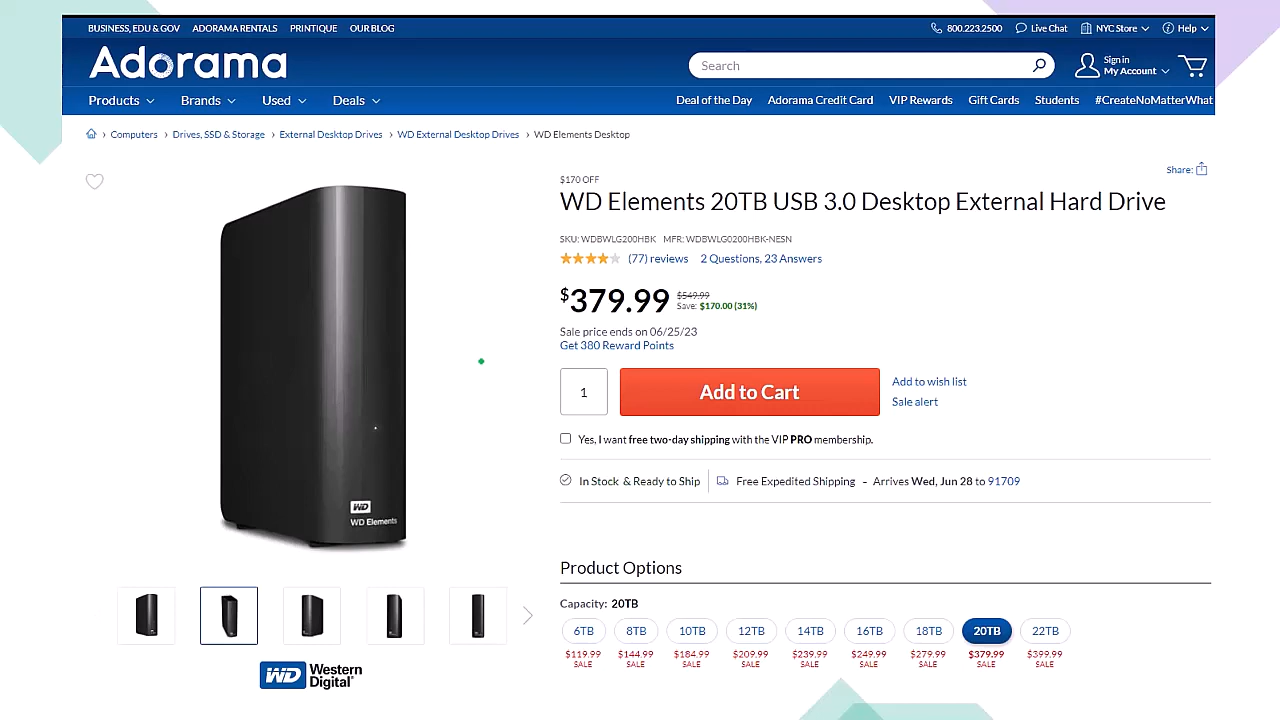 BUSINESS, EDU & GOV ADORAMA RENTALS PRINTIQUE OUR BLOG 800.223.2500 Live Chat NYC Store Help
Adorama
Search
Sign in
My Account
Products Brands Used Deals Deal of the Day Adorama Credit Card VIP Rewards Gift Cards Students #CreateNoMatterWhat
Computers › Drives, SSD & Storage › External Desktop Drives › WD External Desktop Drives › WD Elements Desktop
Share:
$170 OFF
WD Elements 20TB USB 3.0 Desktop External Hard Drive
SKU: WDBWLG200HBK MFR: WDBWLG0200HBK-NESN
(77) reviews 2 Questions, 23 Answers
$379.99 $549.99
Save: $170.00 (31%)
Sale price ends on 06/25/23
Get 380 Reward Points
1 Add to Cart
Add to wish list
Sale alert
Yes, I want free two-day shipping with the VIP PRO membership.
In Stock & Ready to Ship Free Expedited Shipping - Arrives Wed, Jun 28 to 91709
WD
WD Elements
Product Options
Capacity: 20TB
6TB 8TB 10TB 12TB 14TB 16TB 18TB 20TB 22TB
$119.99 $144.99 $184.99 $209.99 $239.99 $249.99 $279.99 $379.99 $399.99
SALE SALE SALE SALE SALE SALE SALE SALE SALE
WD Western
Digital®